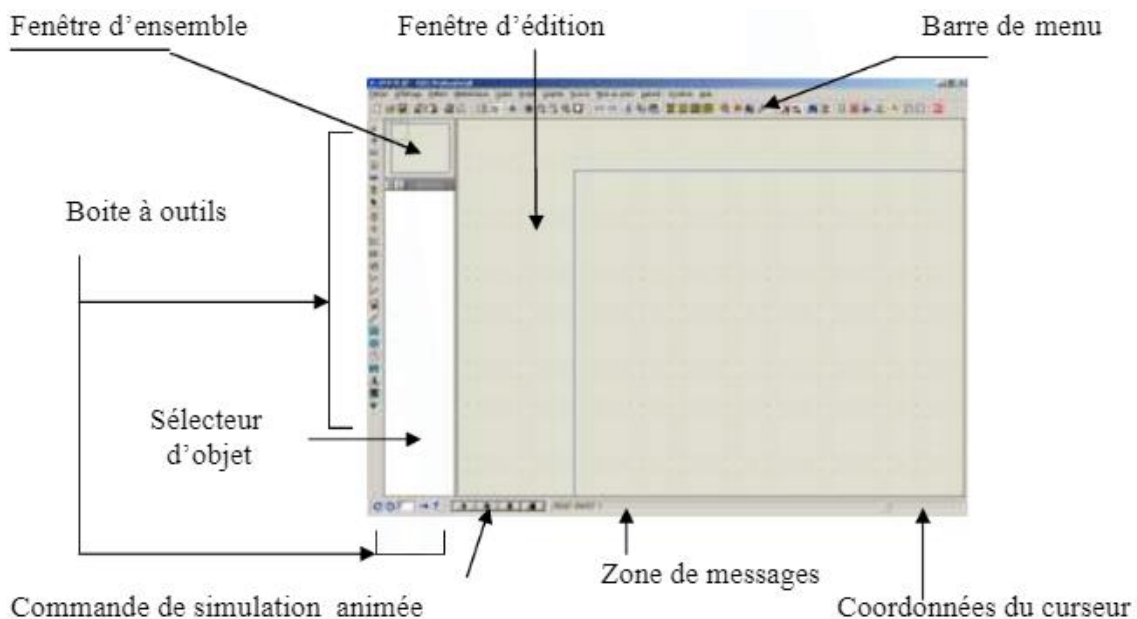 Fenêtre d'ensemble
Fenêtre d'édition
Barre de menu
Boite à outils
Sélecteur
d'objet
Zone de messages
Commande de simulation animée
Coordonnées du curseur